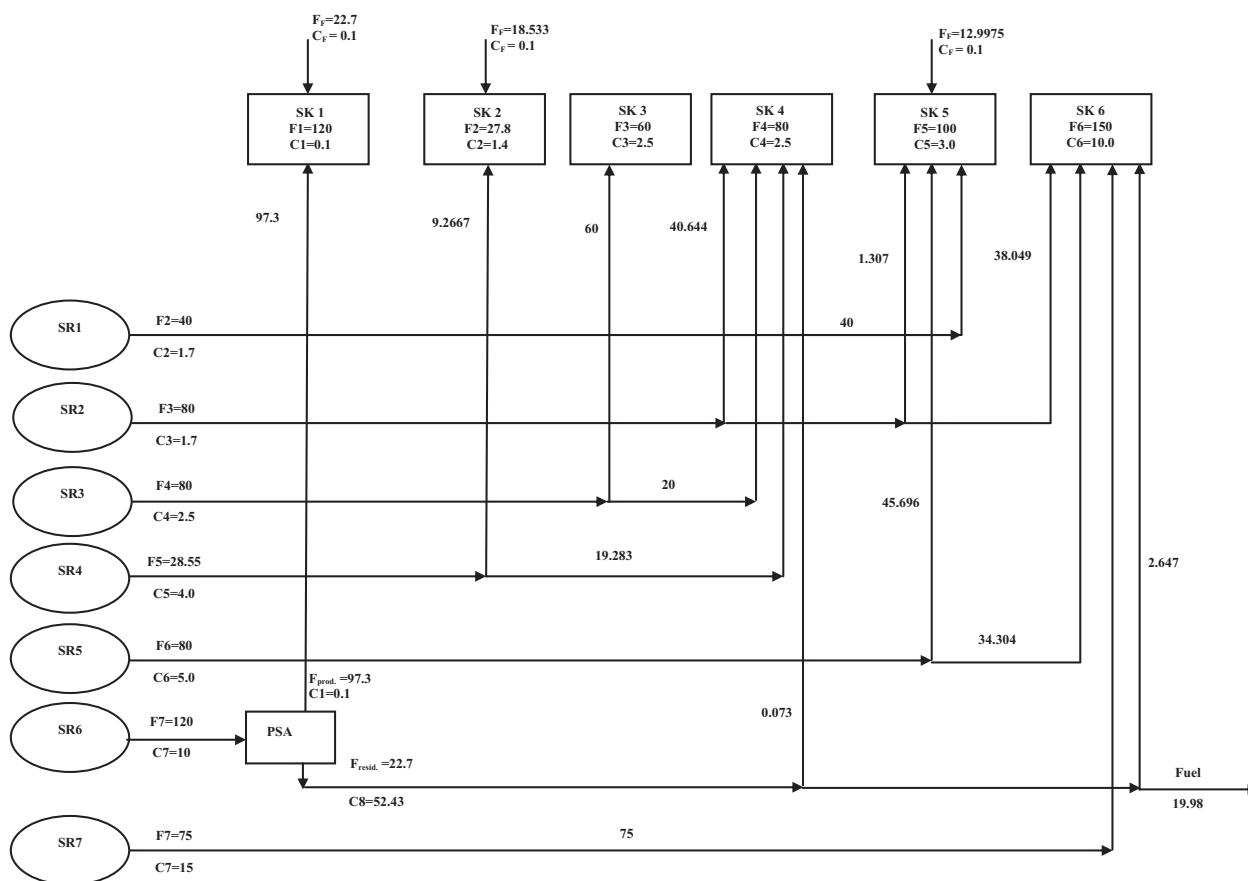 F_F=22.7
C_F = 0.1
F_F=18.533
C_F = 0.1
F_F=12.9975
C_F = 0.1
SK 1
F1=120
C1=0.1
SK 2
F2=27.8
C2=1.4
SK 3
F3=60
C3=2.5
SK 4
F4=80
C4=2.5
SK 5
F5=100
C5=3.0
SK 6
F6=150
C6=10.0
97.3
9.2667
60
40.644
1.307
38.049
SR1
F2=40
C2=1.7
40
SR2
F3=80
C3=1.7
SR3
F4=80
C4=2.5
20
45.696
SR4
F5=28.55
C5=4.0
19.283
2.647
SR5
F6=80
C6=5.0
34.304
F_prod. =97.3
C1=0.1
SR6
F7=120
C7=10
PSA
0.073
F_resid. =22.7
C8=52.43
Fuel
19.98
SR7
F7=75
C7=15
75